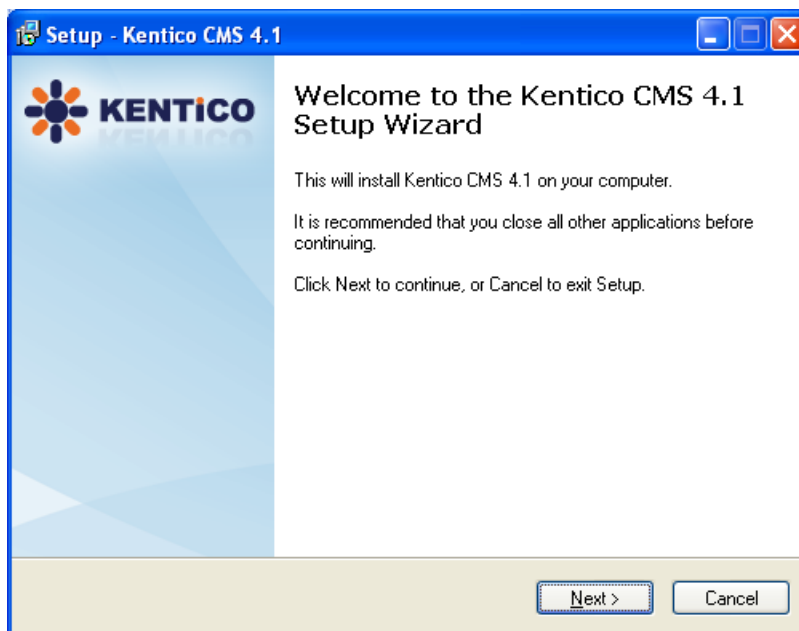 Setup - Kentico CMS 4.1
KENTiCO
Welcome to the Kentico CMS 4.1
Setup Wizard
This will install Kentico CMS 4.1 on your computer.
It is recommended that you close all other applications before
continuing.
Click Next to continue, or Cancel to exit Setup.
Next >
Cancel